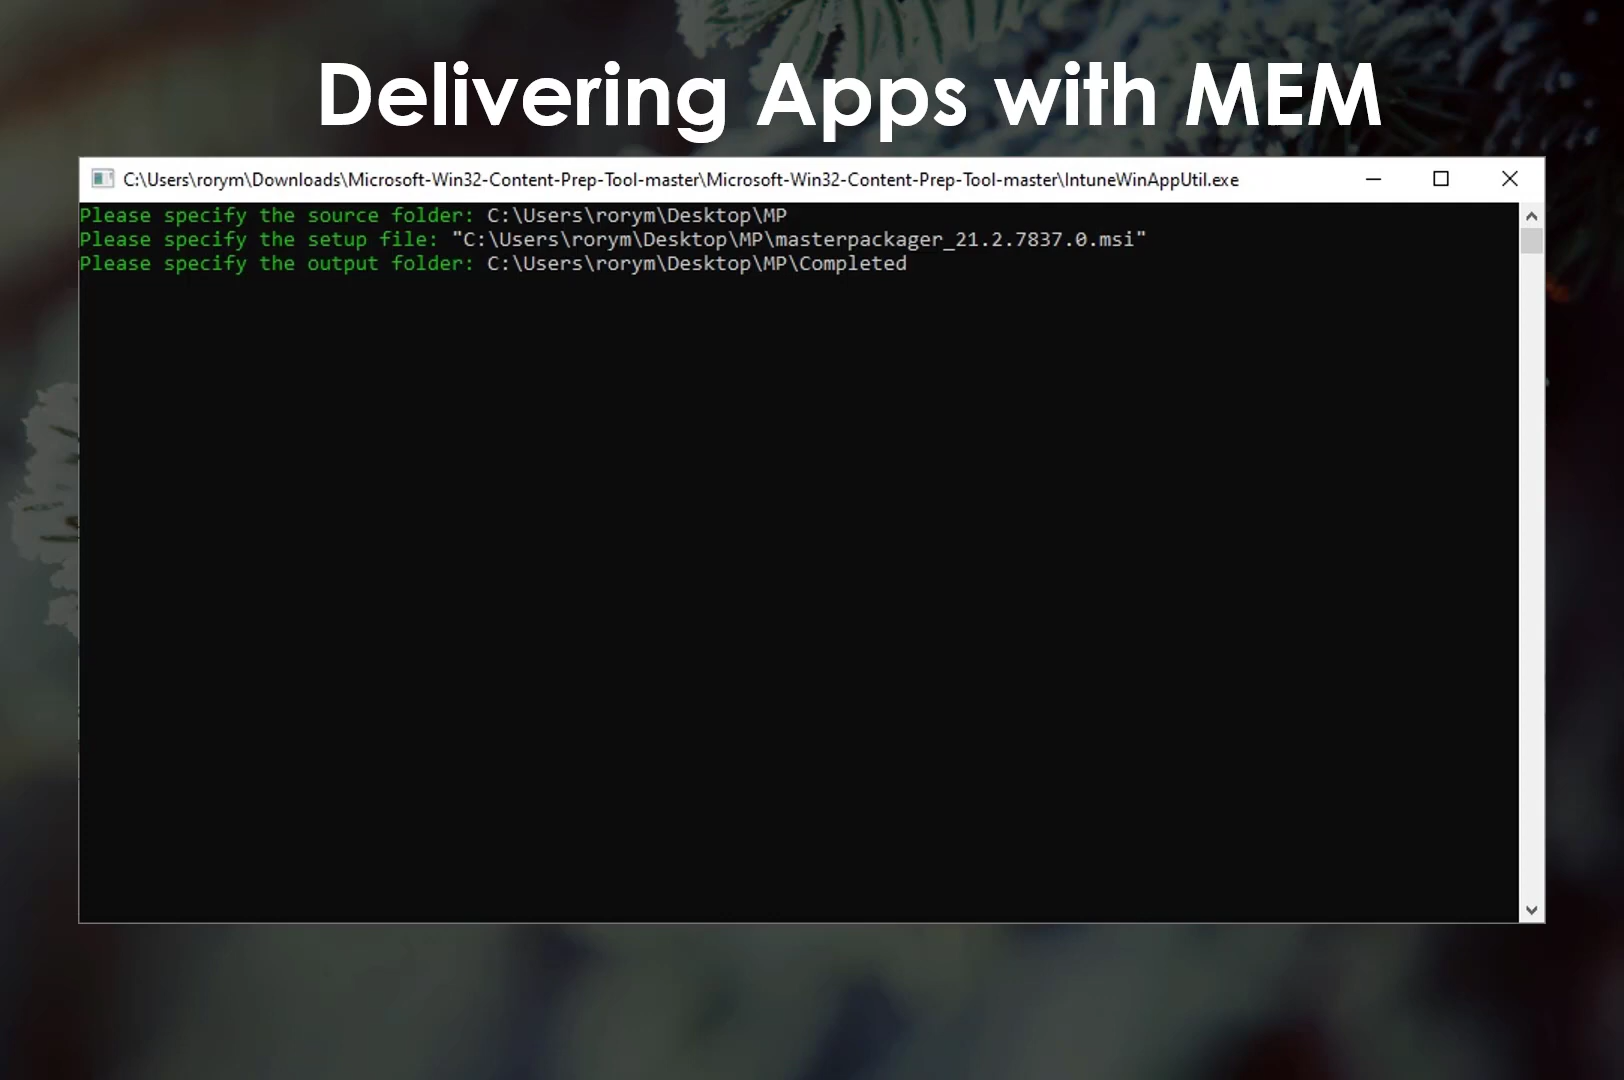 Delivering Apps with MEM
C:\Users\rorym\Downloads\Microsoft-Win32-Content-Prep-Tool-master\Microsoft-Win32-Content-Prep-Tool-master\IntuneWinAppUtil.exe
Please specify the source folder: C:\Users\rorym\Desktop\MP
Please specify the setup file: "C:\Users\rorym\Desktop\MP\masterpackager_21.2.7837.0.msi"
Please specify the output folder: C:\Users\rorym\Desktop\MP\Completed